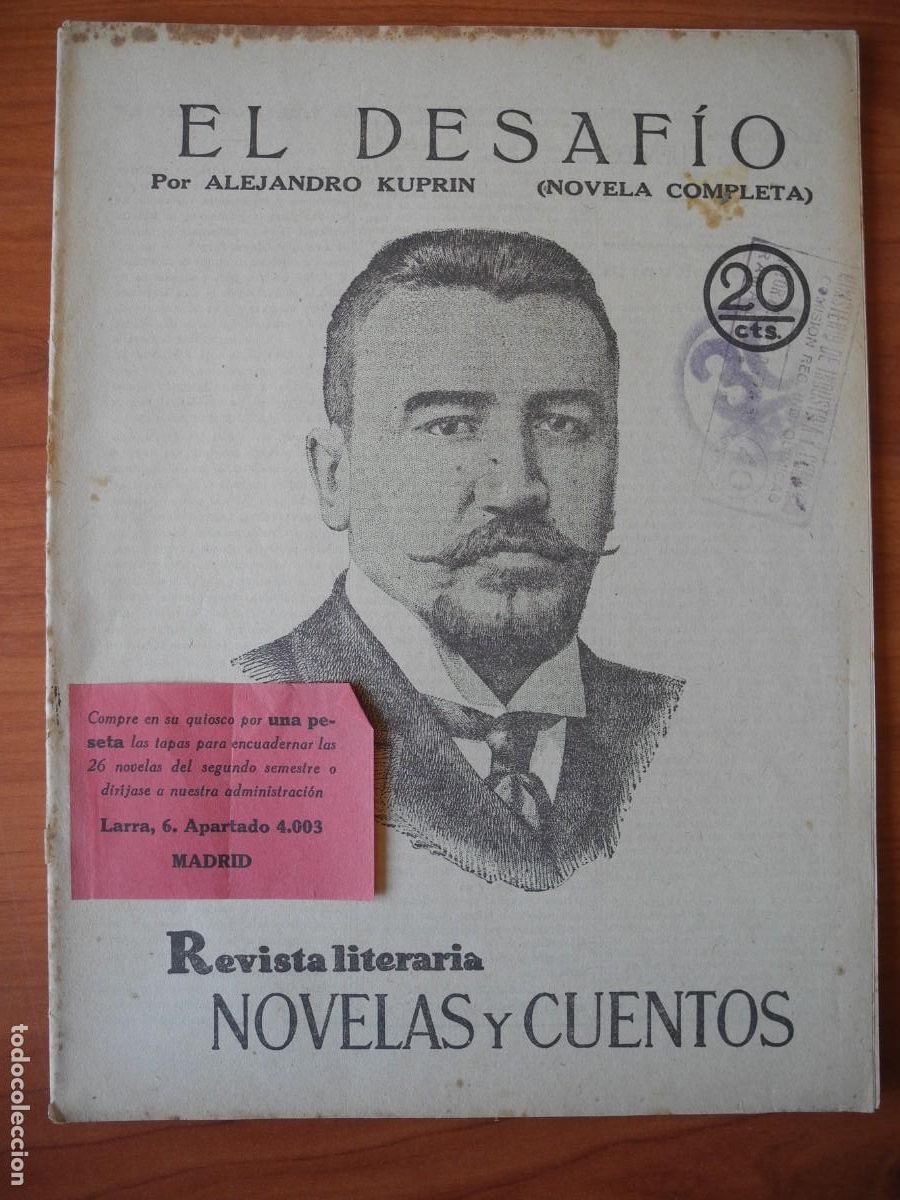 EL DESAFÍO
Por ALEJANDRO KUPRIN (NOVELA COMPLETA)
20
cts.
Compre en su quiosco por una pe-
seta las tapas para encuadernar las
26 novelas del segundo semestre o
diríjase a nuestra administración
Larra, 6. Apartado 4.003
MADRID
Revista literaria
NOVELAS Y CUENTOS
todocoleccion